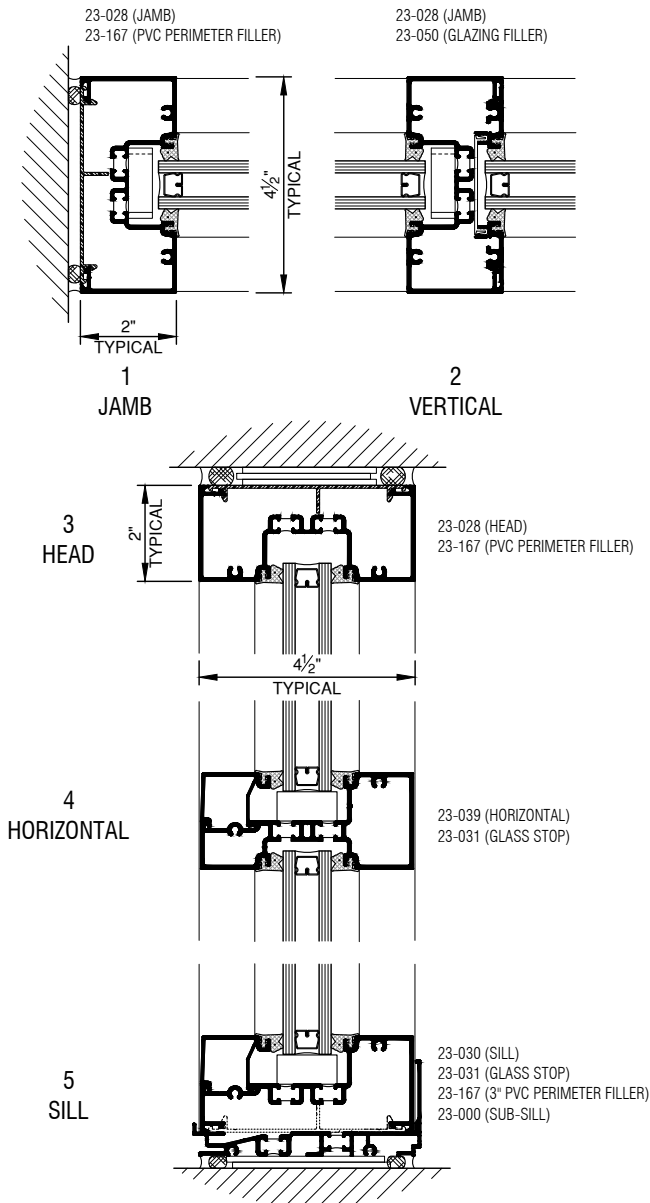 23-028 (JAMB)
23-167 (PVC PERIMETER FILLER)
23-028 (JAMB)
23-050 (GLAZING FILLER)
4½"
TYPICAL
2"
TYPICAL
1
JAMB
2
VERTICAL
3
HEAD
2"
TYPICAL
23-028 (HEAD)
23-167 (PVC PERIMETER FILLER)
4½"
TYPICAL
4
HORIZONTAL
23-039 (HORIZONTAL)
23-031 (GLASS STOP)
5
SILL
23-030 (SILL)
23-031 (GLASS STOP)
23-167 (3" PVC PERIMETER FILLER)
23-000 (SUB-SILL)